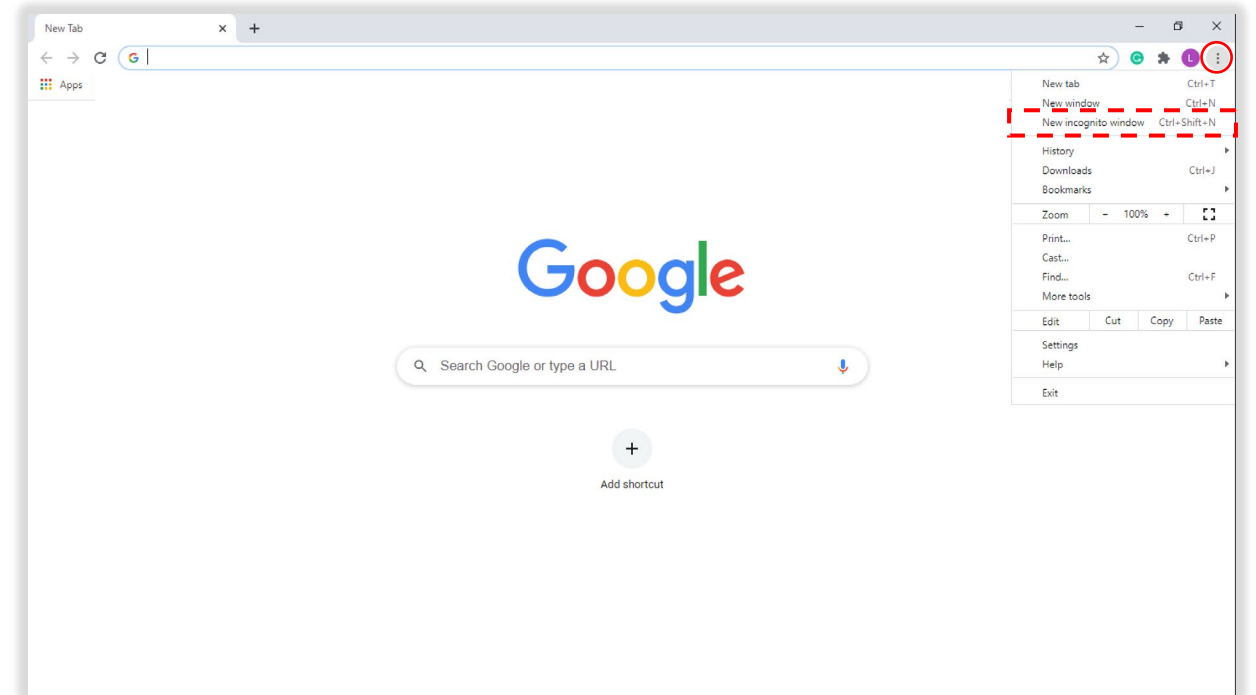 New Tab
G
Apps
L
New tab Ctrl+T
New window Ctrl+N
New incognito window Ctrl+Shift+N
History
Downloads Ctrl+J
Bookmarks
Zoom - 100% +
Print... Ctrl+P
Cast...
Find... Ctrl+F
More tools
Edit Cut Copy Paste
Settings
Help
Exit
Google
Search Google or type a URL
Add shortcut